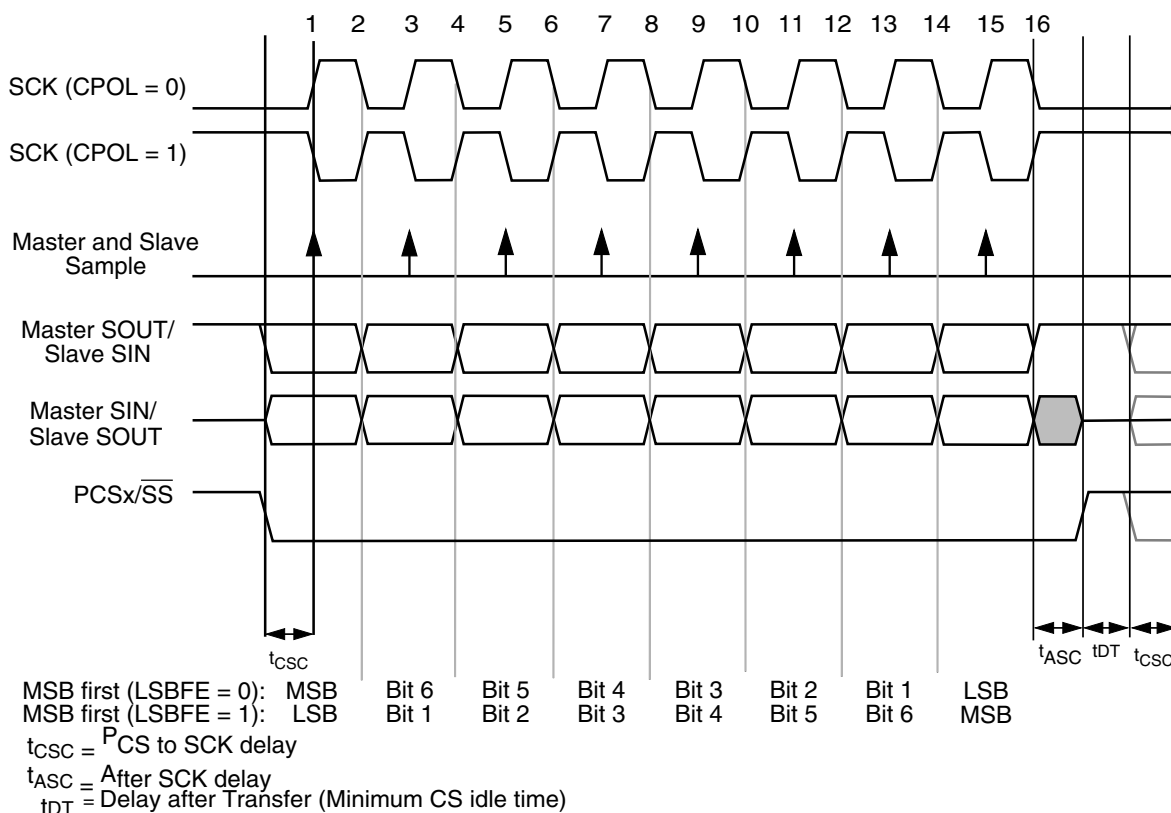 1 2 3 4 5 6 7 8 9 10 11 12 13 14 15 16
SCK (CPOL = 0)
SCK (CPOL = 1)
Master and Slave
Sample
Master SOUT/
Slave SIN
Master SIN/
Slave SOUT
PCSx/SS
tCSC tASC tDT tCSC
MSB first (LSBFE = 0): MSB Bit 6 Bit 5 Bit 4 Bit 3 Bit 2 Bit 1 LSB
MSB first (LSBFE = 1): LSB Bit 1 Bit 2 Bit 3 Bit 4 Bit 5 Bit 6 MSB
tCSC = PCS to SCK delay
tASC = After SCK delay
tDT = Delay after Transfer (Minimum CS idle time)